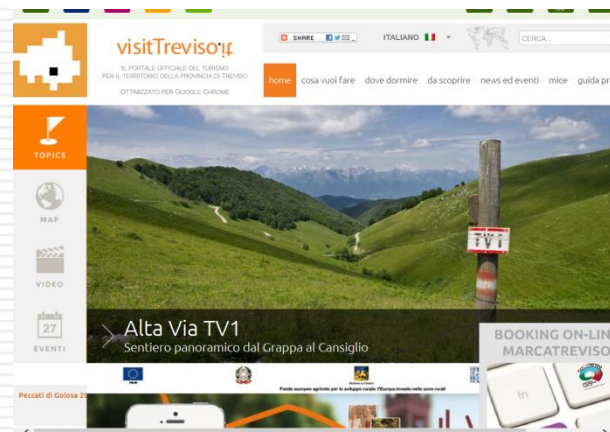 visitTreviso.it
IL PORTALE UFFICIALE DEL TURISMO
PER IL TERRITORIO DELLA PROVINCIA DI TREVISO
OTTIMIZZATO PER GOOGLE CHROME
SHARE
ITALIANO
CERCA
home cosa vuoi fare dove dormire da scoprire news ed eventi mice guida pr
TOPICS
MAP
VIDEO
27
EVENTI
TV1
Alta Via TV1
Sentiero panoramico dal Grappa al Cansiglio
BOOKING ON-LIN
MARCATREVISO
Fondo europeo agricolo per lo sviluppo rurale: l'Europa investe nelle zone rurali
Peccati di Golosa 20
fn